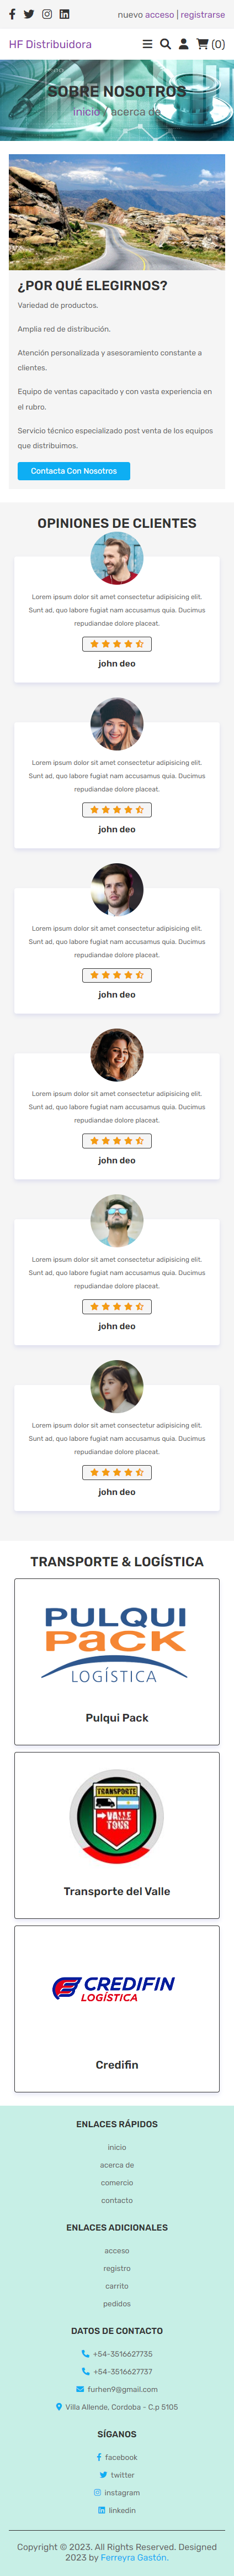 nuevo acceso | registrarse
HF Distribuidora (0)
SOBRE NOSOTROS
inicio / acerca de
¿POR QUÉ ELEGIRNOS?
Variedad de productos.
Amplia red de distribución.
Atención personalizada y asesoramiento constante a
clientes.
Equipo de ventas capacitado y con vasta experiencia en
el rubro.
Servicio técnico especializado post venta de los equipos
que distribuimos.
Contacta Con Nosotros
OPINIONES DE CLIENTES
Lorem ipsum dolor sit amet consectetur adipisicing elit.
Sunt ad, quo labore fugiat nam accusamus quia. Ducimus
repudiandae dolore placeat.
john deo
Lorem ipsum dolor sit amet consectetur adipisicing elit.
Sunt ad, quo labore fugiat nam accusamus quia. Ducimus
repudiandae dolore placeat.
john deo
Lorem ipsum dolor sit amet consectetur adipisicing elit.
Sunt ad, quo labore fugiat nam accusamus quia. Ducimus
repudiandae dolore placeat.
john deo
Lorem ipsum dolor sit amet consectetur adipisicing elit.
Sunt ad, quo labore fugiat nam accusamus quia. Ducimus
repudiandae dolore placeat.
john deo
Lorem ipsum dolor sit amet consectetur adipisicing elit.
Sunt ad, quo labore fugiat nam accusamus quia. Ducimus
repudiandae dolore placeat.
john deo
Lorem ipsum dolor sit amet consectetur adipisicing elit.
Sunt ad, quo labore fugiat nam accusamus quia. Ducimus
repudiandae dolore placeat.
john deo
TRANSPORTE & LOGÍSTICA
PULQUI
PACK
LOGÍSTICA
Pulqui Pack
TRANSPORTE
VALLE
TOUR
Transporte del Valle
CREDIFIN
LOGÍSTICA
Credifin
ENLACES RÁPIDOS
inicio
acerca de
comercio
contacto
ENLACES ADICIONALES
acceso
registro
carrito
pedidos
DATOS DE CONTACTO
+54-3516627735
+54-3516627737
furhen9@gmail.com
Villa Allende, Cordoba - C.p 5105
SÍGANOS
facebook
twitter
instagram
linkedin
Copyright © 2023. All Rights Reserved. Designed
2023 by Ferreyra Gastón.